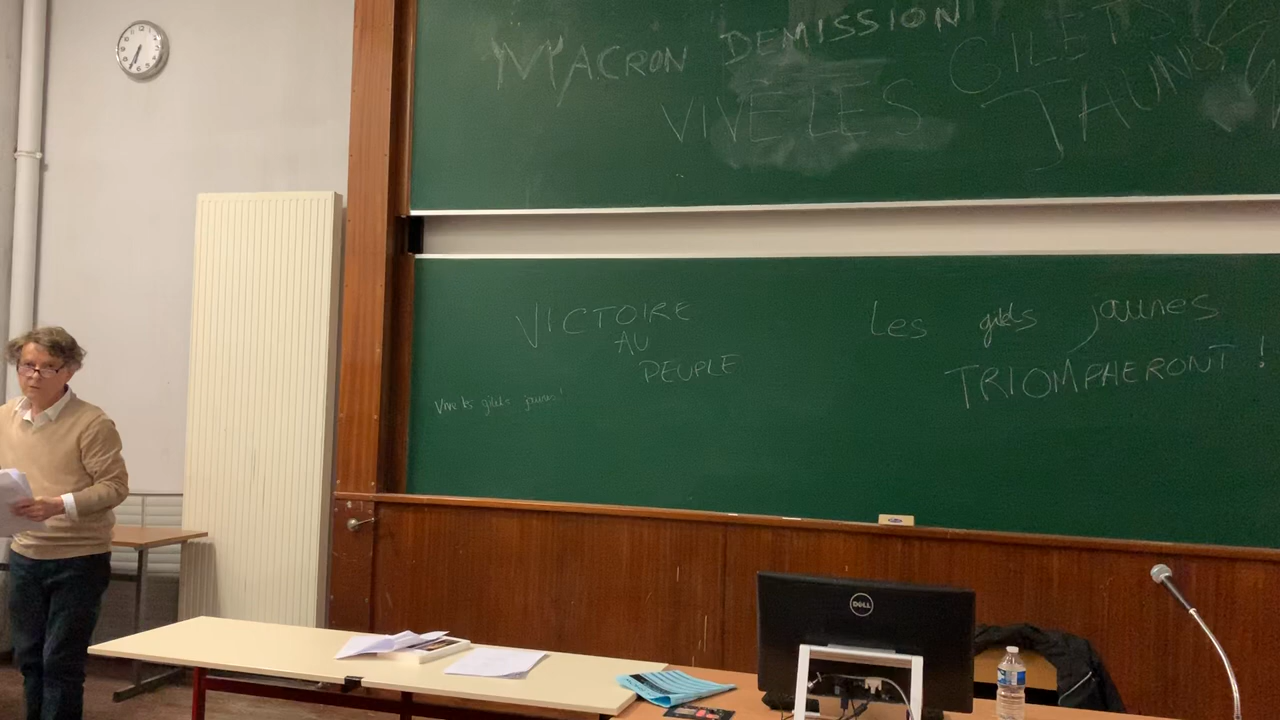 MACRON DEMISSION
VIVE LES GILETS JAUNES
VICTOIRE
AU
PEUPLE
Vive les gilets jaunes !
Les gilets jaunes
TRIOMPHERONT !
DELL